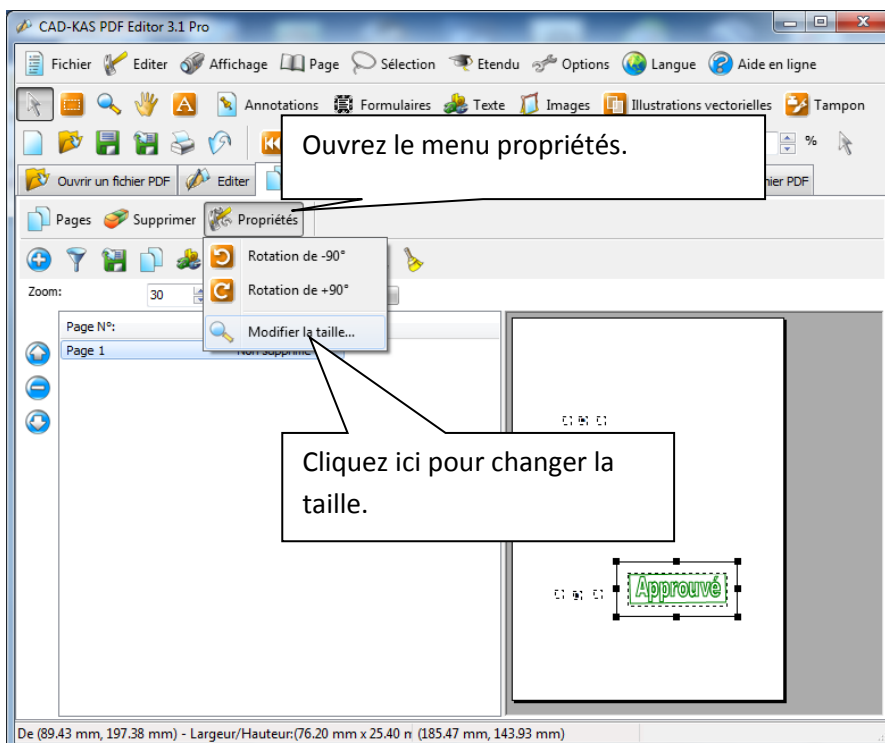 CAD-KAS PDF Editor 3.1 Pro
Fichier Editer Affichage Page Sélection Etendu Options Langue Aide en ligne
Annotations Formulaires Texte Images Illustrations vectorielles Tampon
Ouvrez le menu propriétés.
%
Ouvrir un fichier PDF Editer
PDF
Pages Supprimer Propriétés
Rotation de -90°
Zoom: 30 Rotation de +90°
Page N°:
Modifier la taille...
Page 1 Non supprimé
Cliquez ici pour changer la
taille.
Approuvé
De (89.43 mm, 197.38 mm) - Largeur/Hauteur:(76.20 mm x 25.40 (185.47 mm, 143.93 mm)